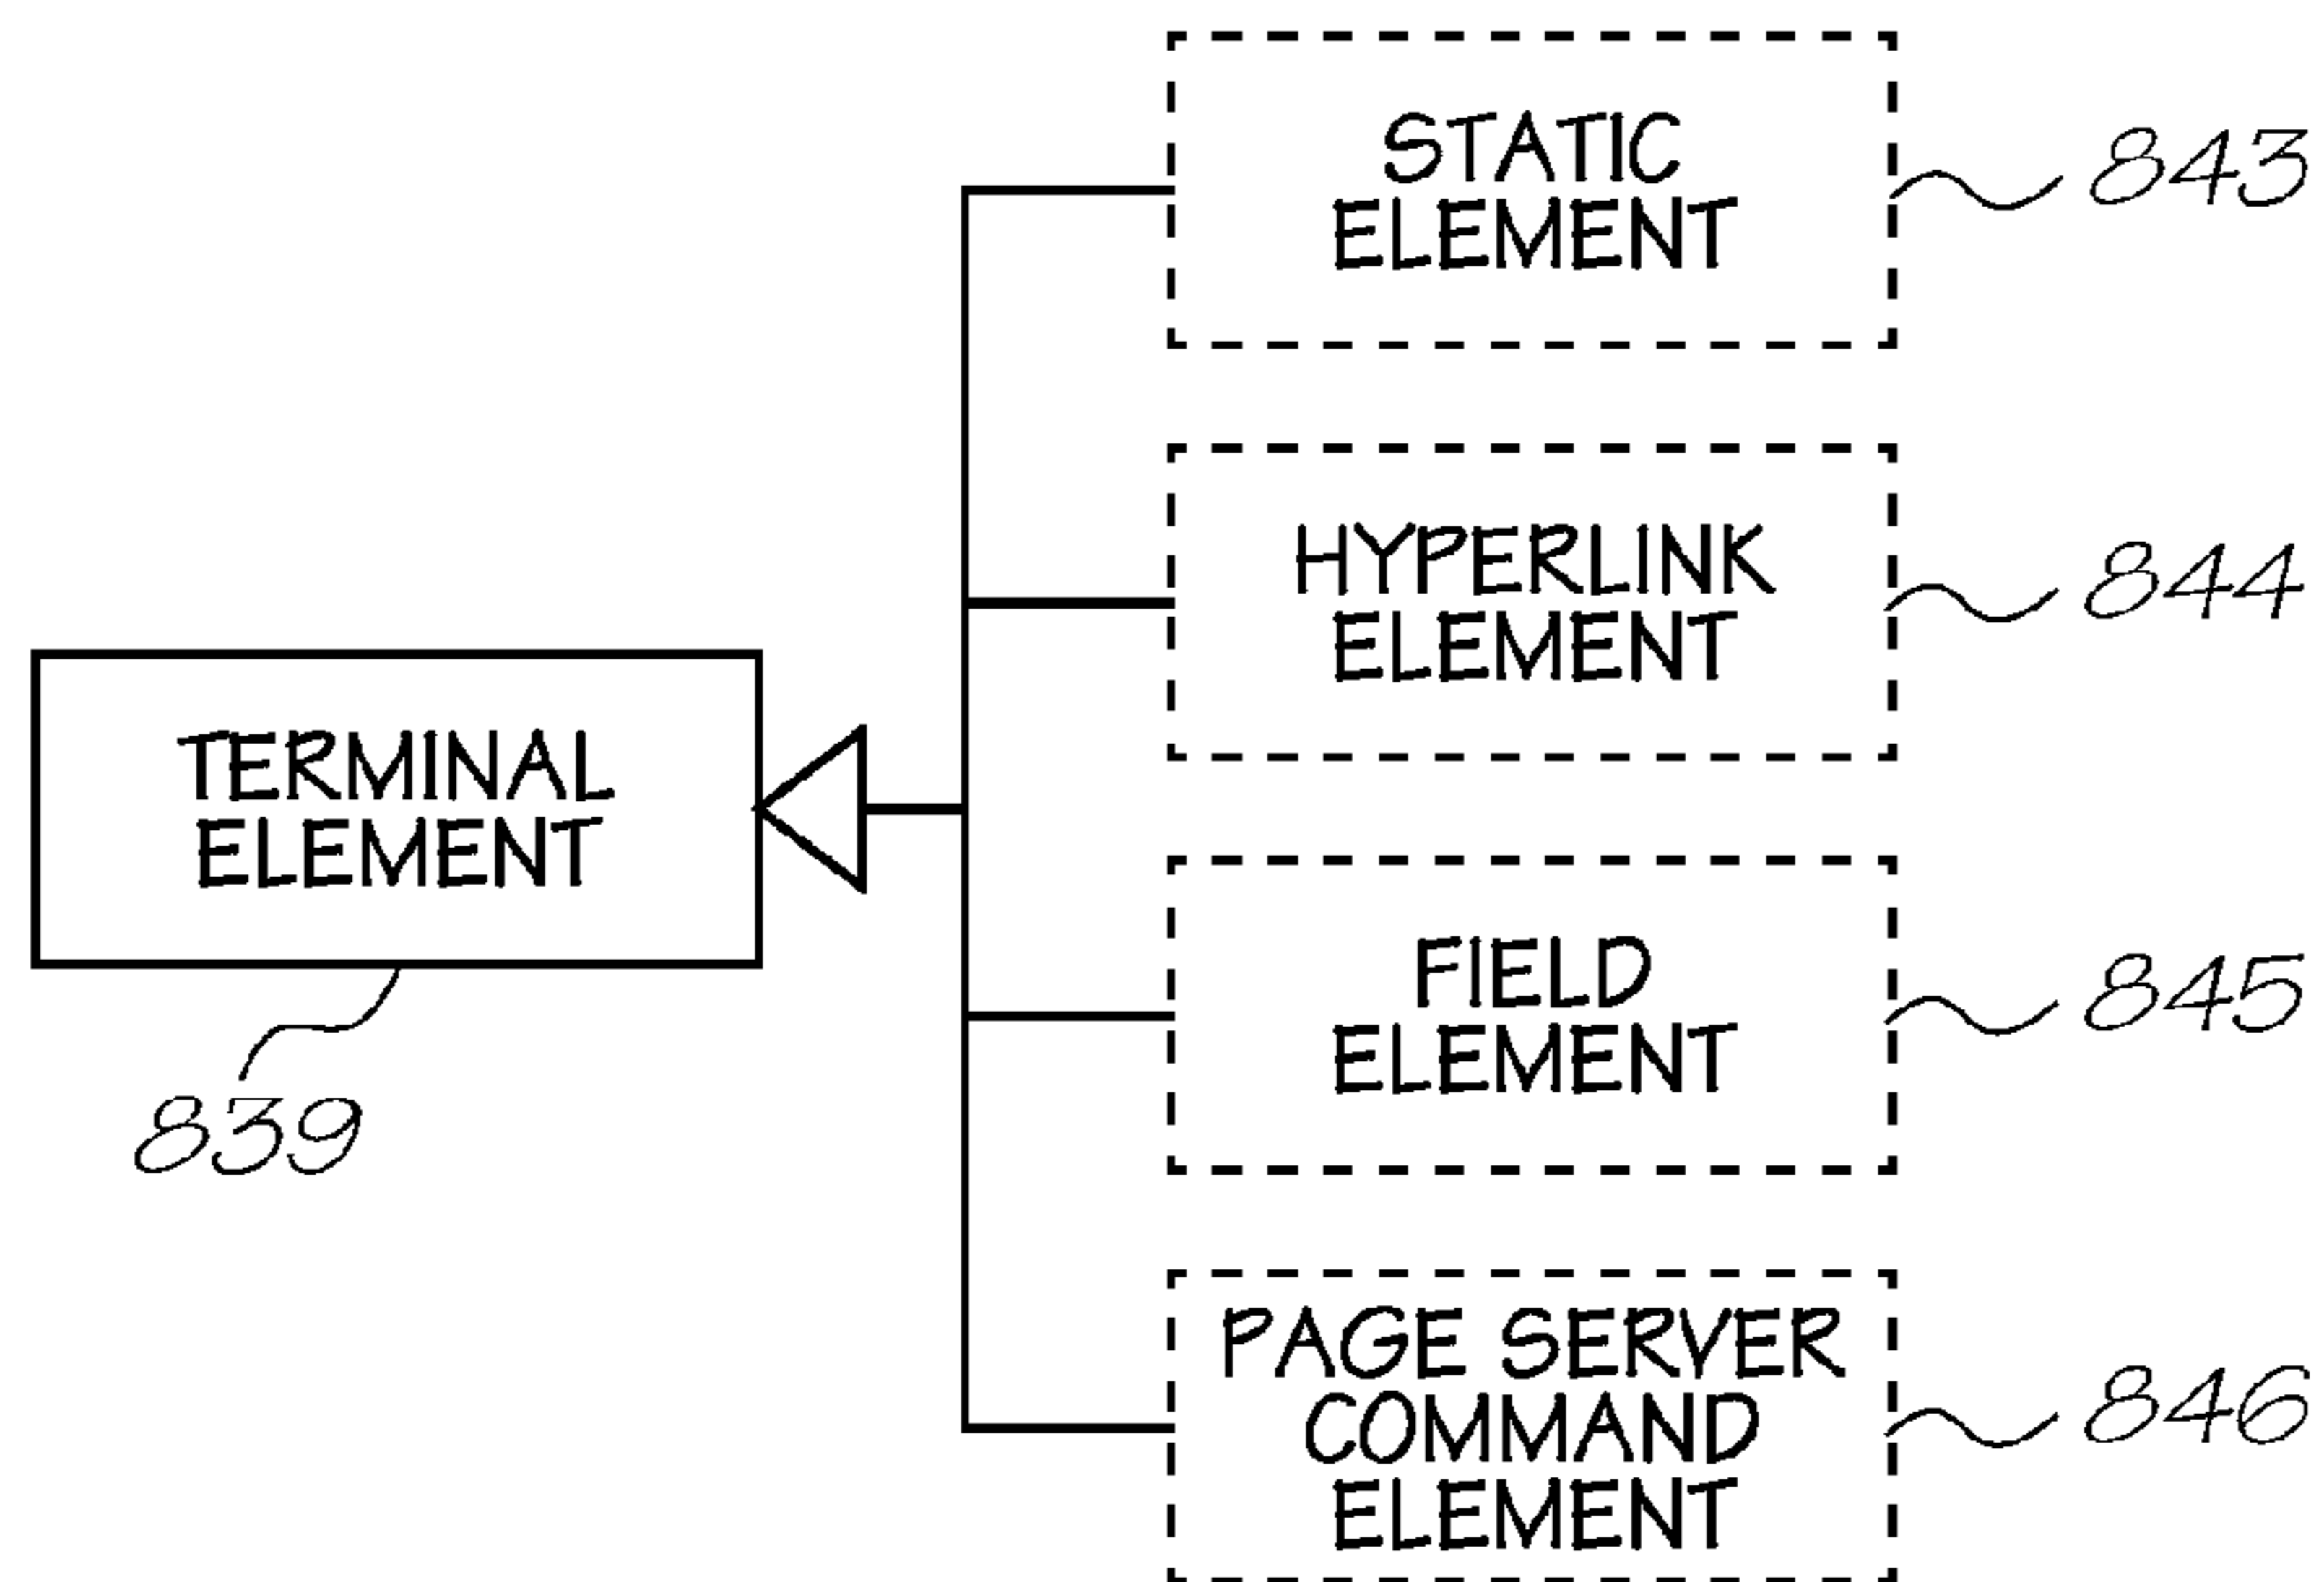 STATIC
ELEMENT
843
HYPERLINK
ELEMENT
844
TERMINAL
ELEMENT
839
FIELD
ELEMENT
845
PAGE SERVER
COMMAND
ELEMENT
846